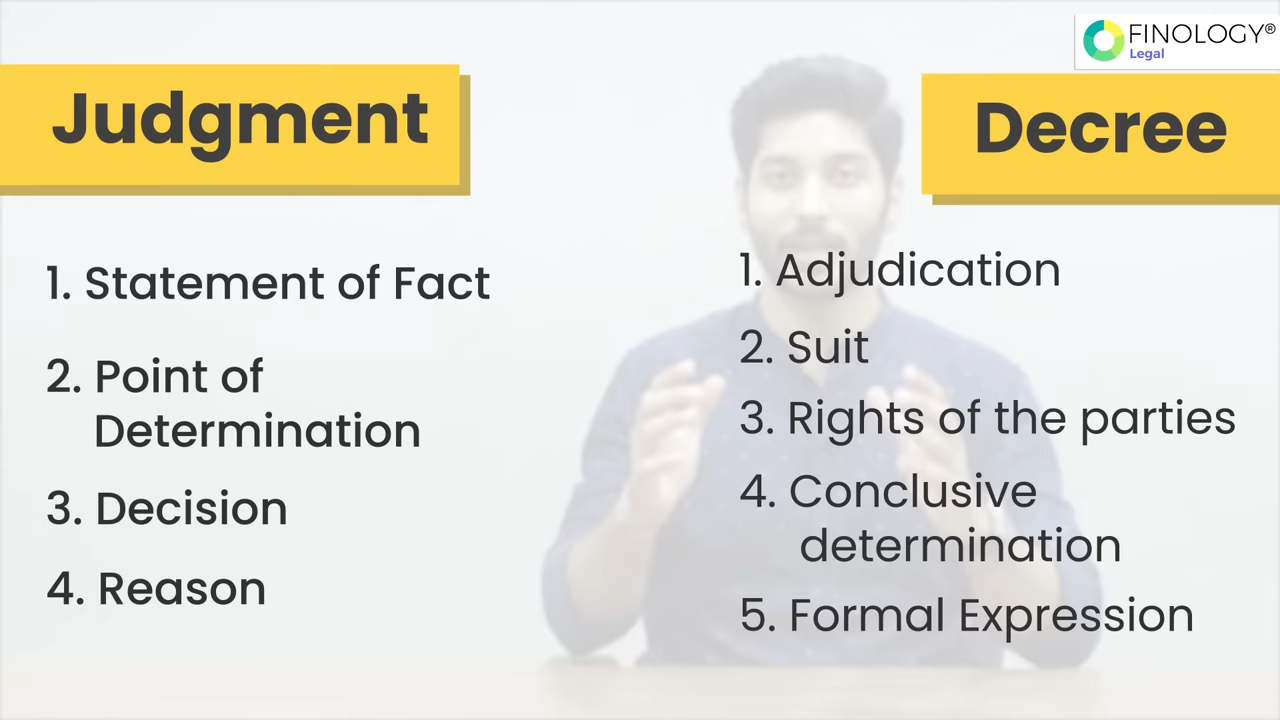 FINOLOGY®
Legal
Judgment
1. Statement of Fact
2. Point of
Determination
3. Decision
4. Reason
Decree
1. Adjudication
2. Suit
3. Rights of the parties
4. Conclusive
determination
5. Formal Expression